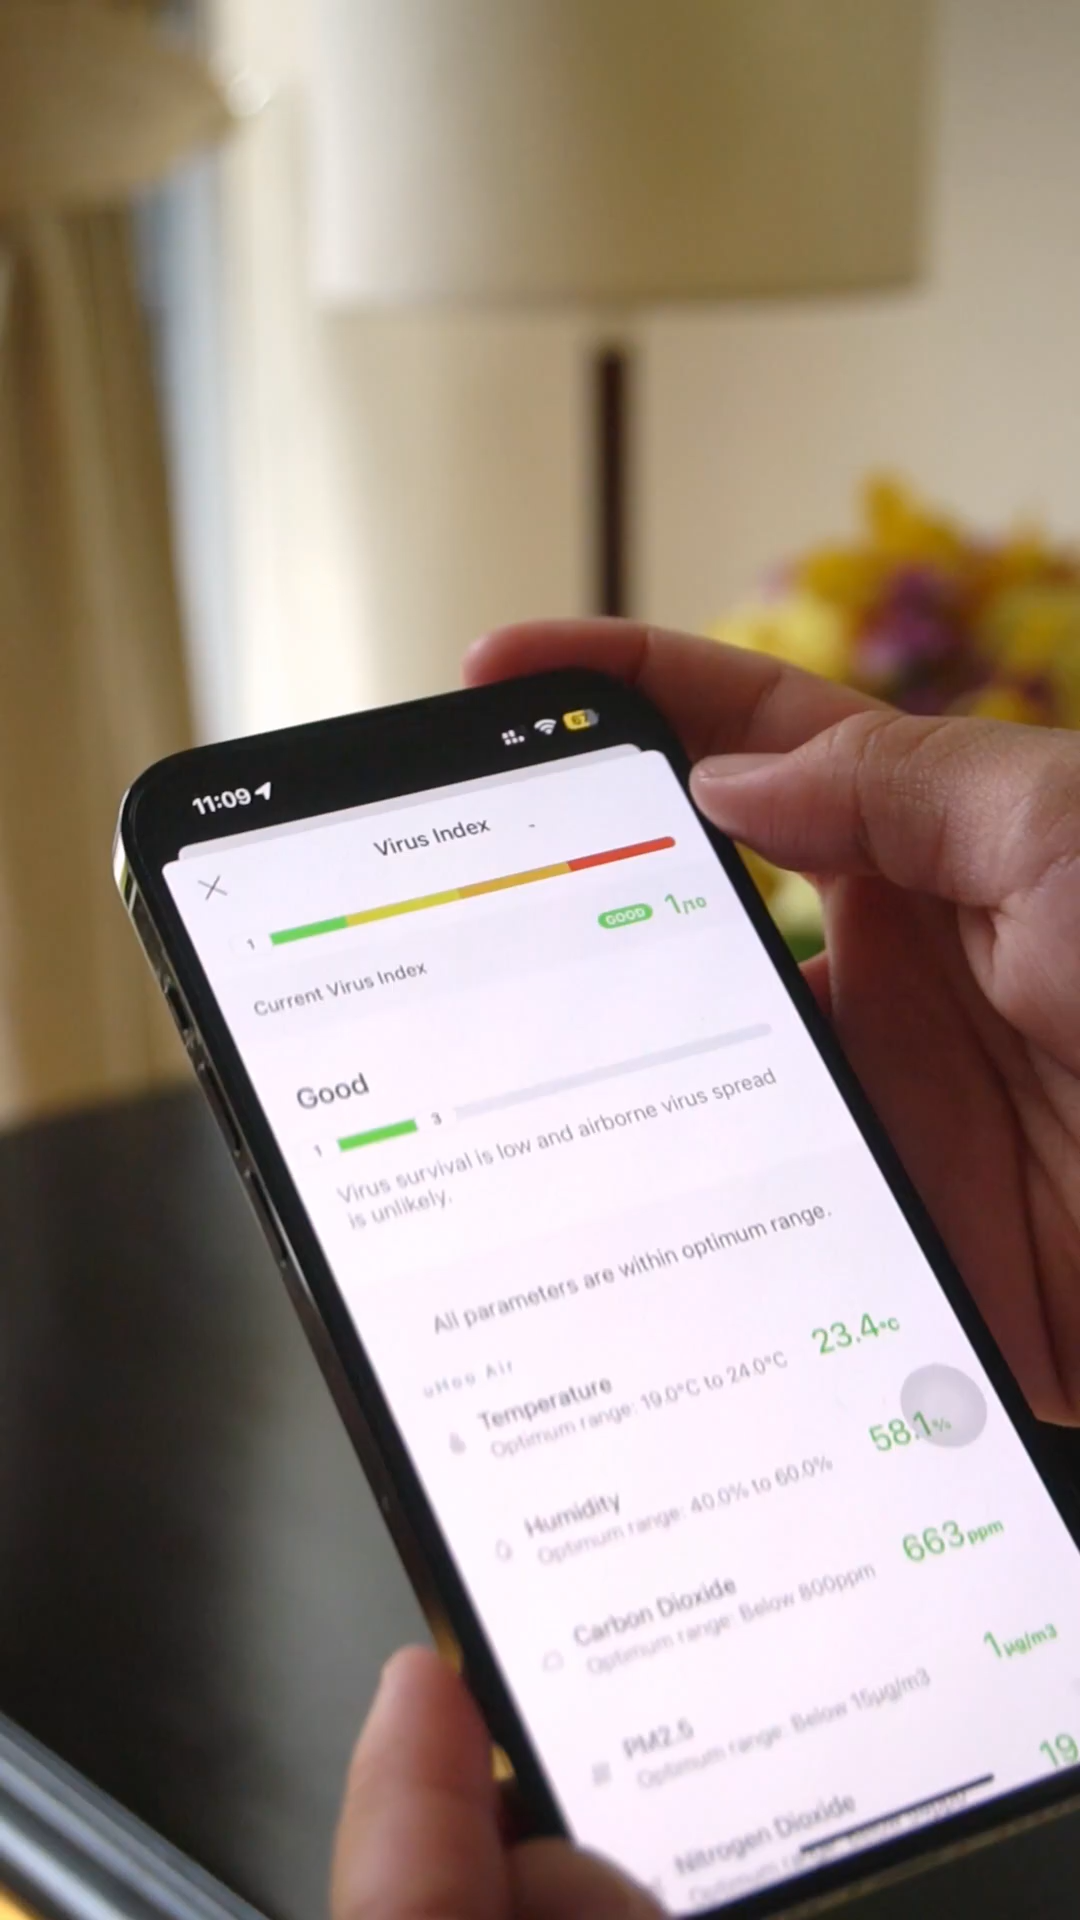 11:09
67
Virus Index
1
GOOD 1/10
Current Virus Index
Good
1
3
Virus survival is low and airborne virus spread
is unlikely.
All parameters are within optimum range.
uHoo Air
Temperature
23.4°C
Optimum range: 19.0°C to 24.0°C
Humidity
58.1%
Optimum range: 40.0% to 60.0%
Carbon Dioxide
663ppm
Optimum range: Below 800ppm
PM2.5
1µg/m3
Optimum range: Below 15µg/m3
Nitrogen Dioxide
19
Optimum